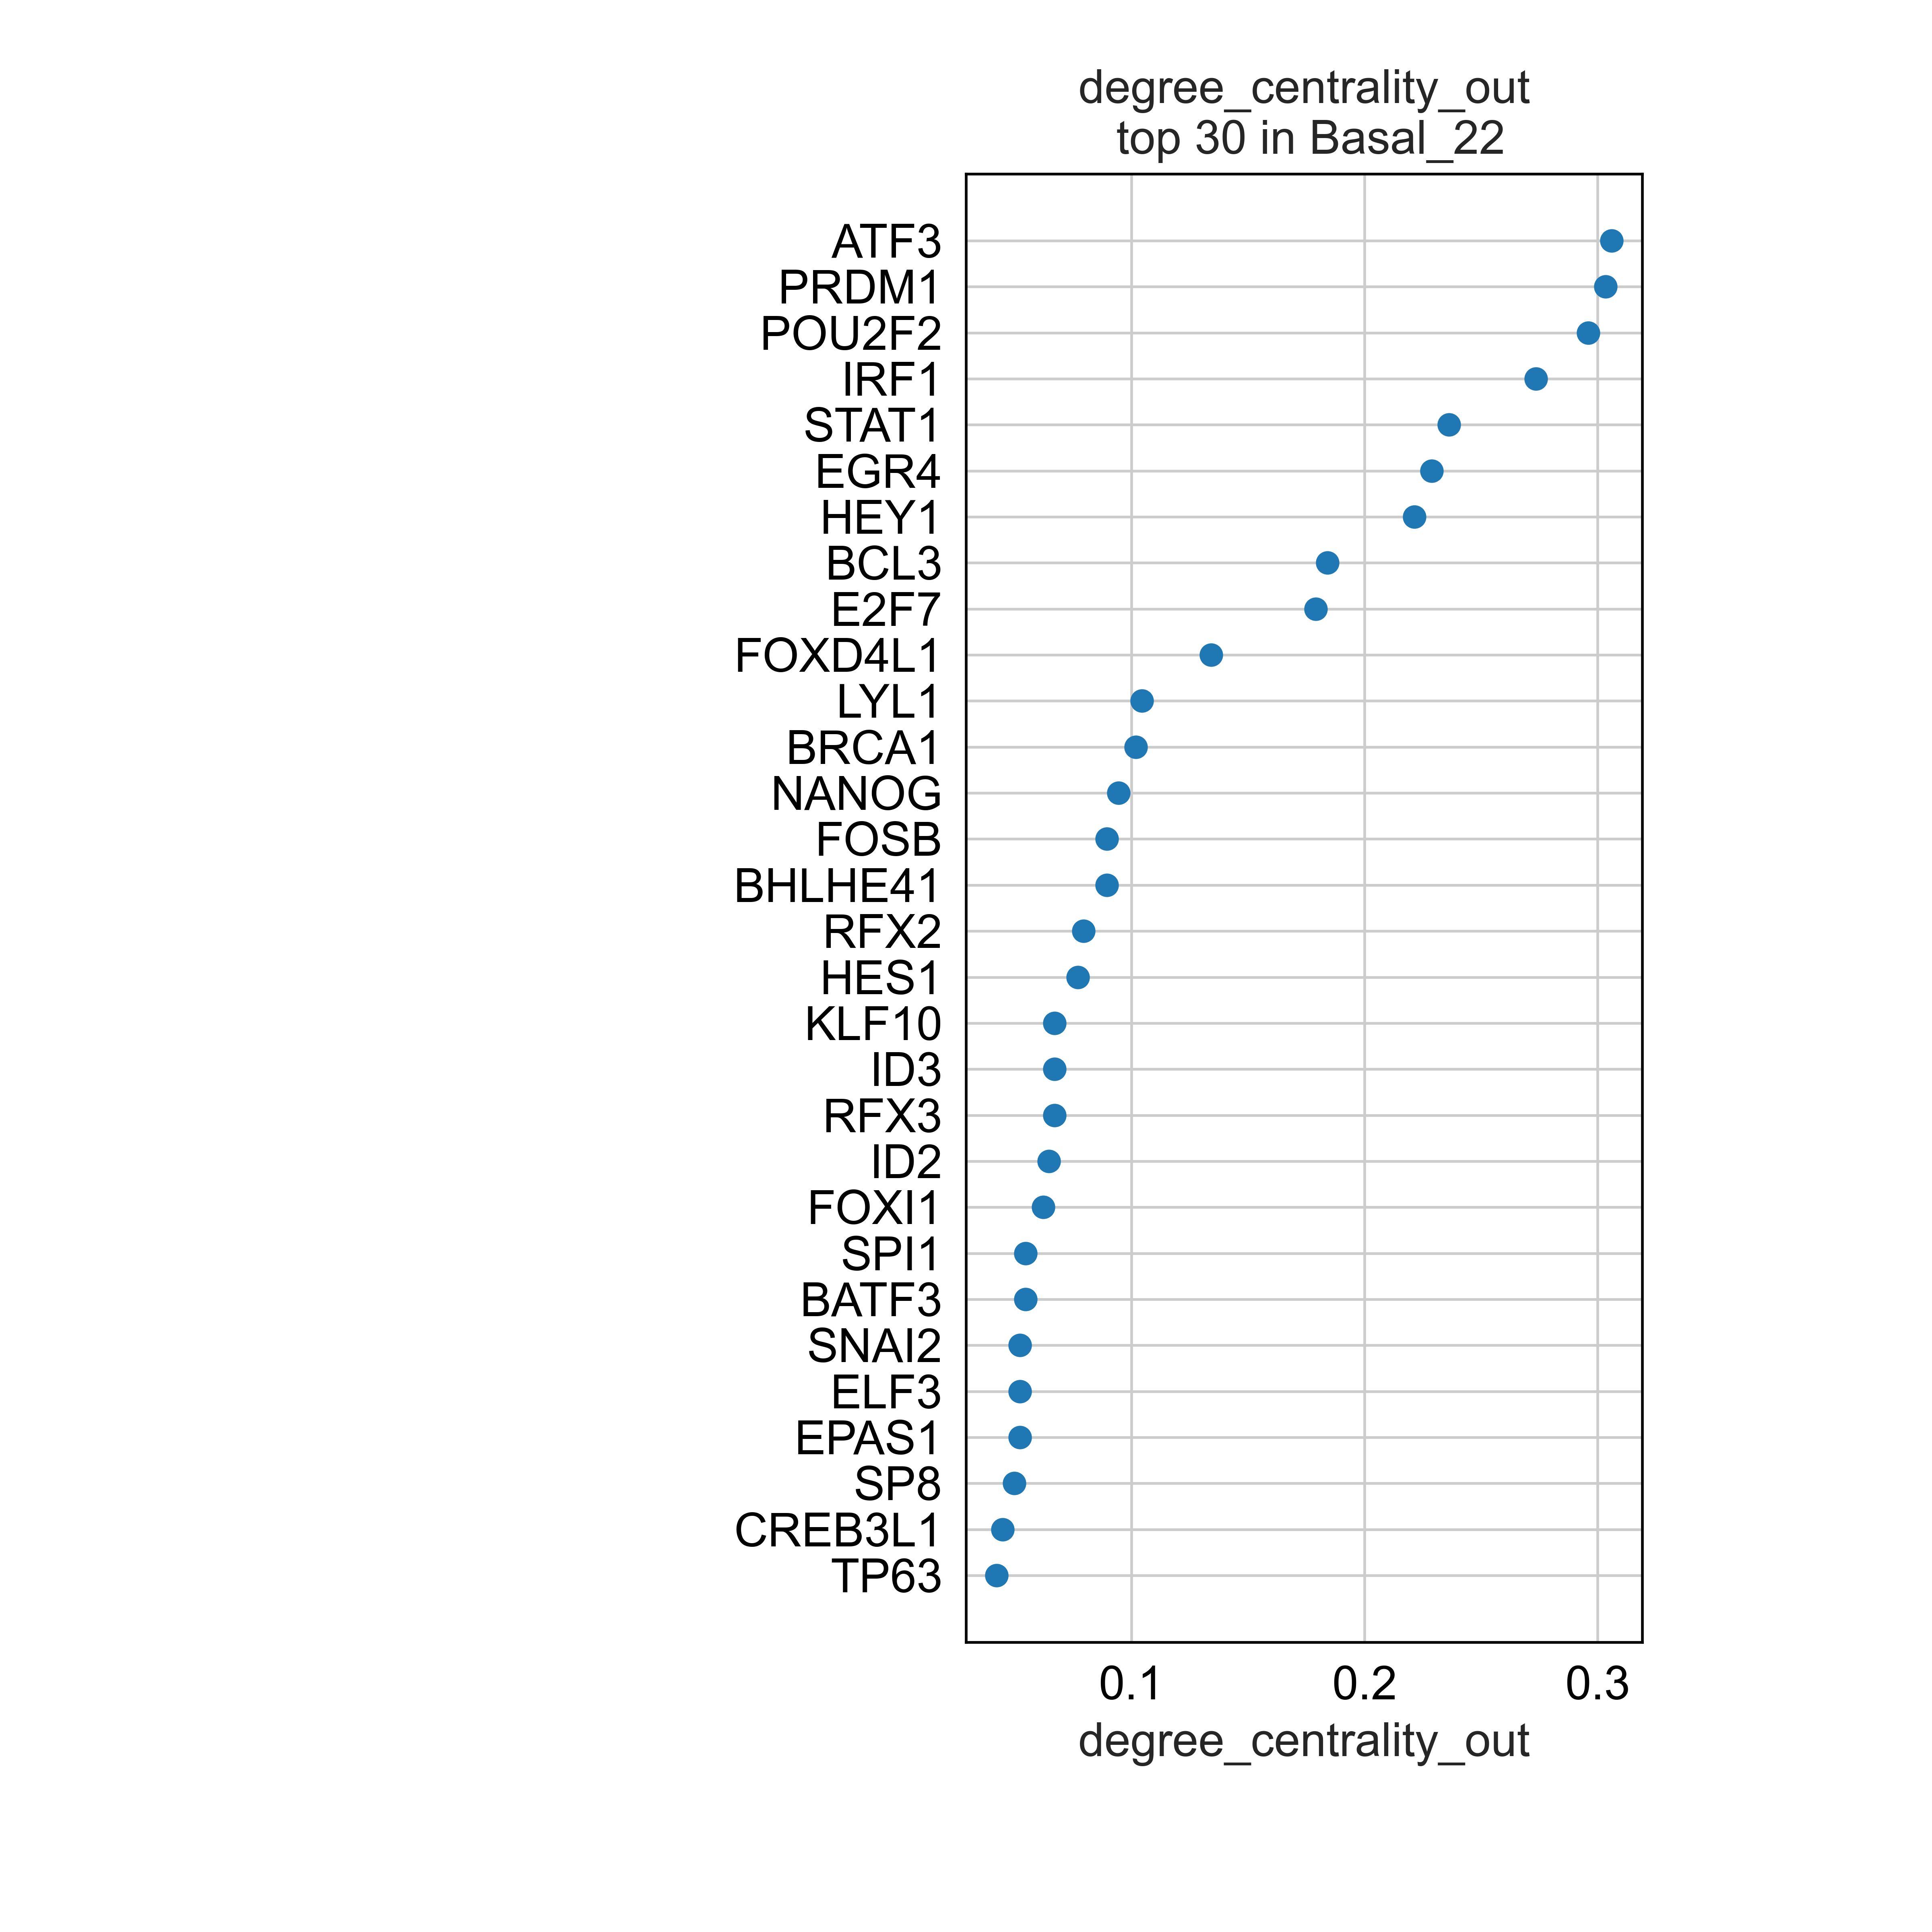 degree_centrality_out
top 30 in Basal_22
ATF3
PRDM1
POU2F2
IRF1
STAT1
EGR4
HEY1
BCL3
E2F7
FOXD4L1
LYL1
BRCA1
NANOG
FOSB
BHLHE41
RFX2
HES1
KLF10
ID3
RFX3
ID2
FOXI1
SPI1
BATF3
SNAI2
ELF3
EPAS1
SP8
CREB3L1
TP63
0.1 0.2 0.3
degree_centrality_out